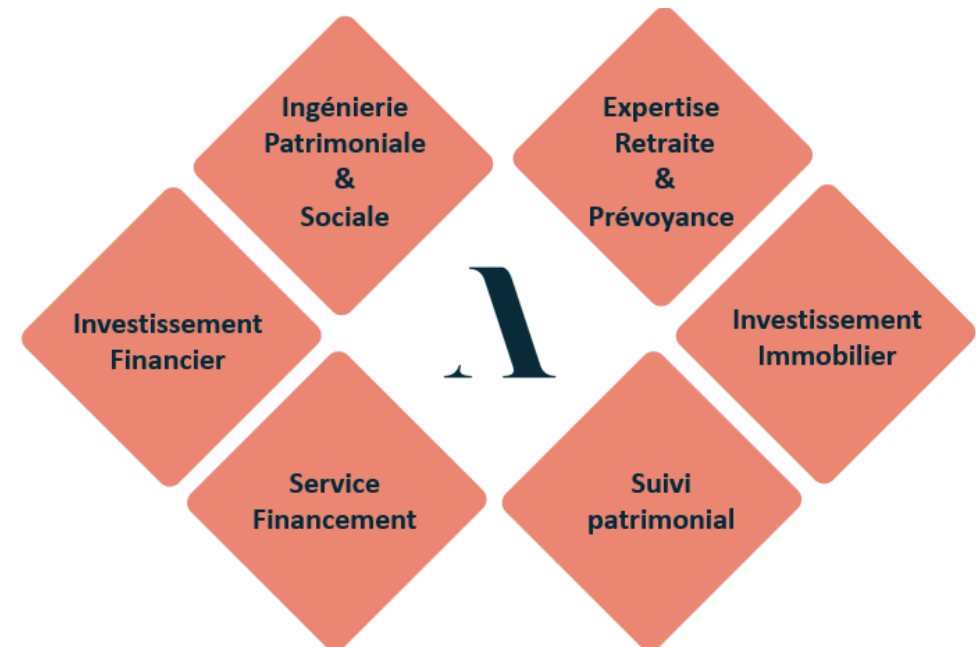 Ingénierie
Patrimoniale
&
Sociale
Expertise
Retraite
&
Prévoyance
Investissement
Financier
A
Investissement
Immobilier
Service
Financement
Suivi
patrimonial